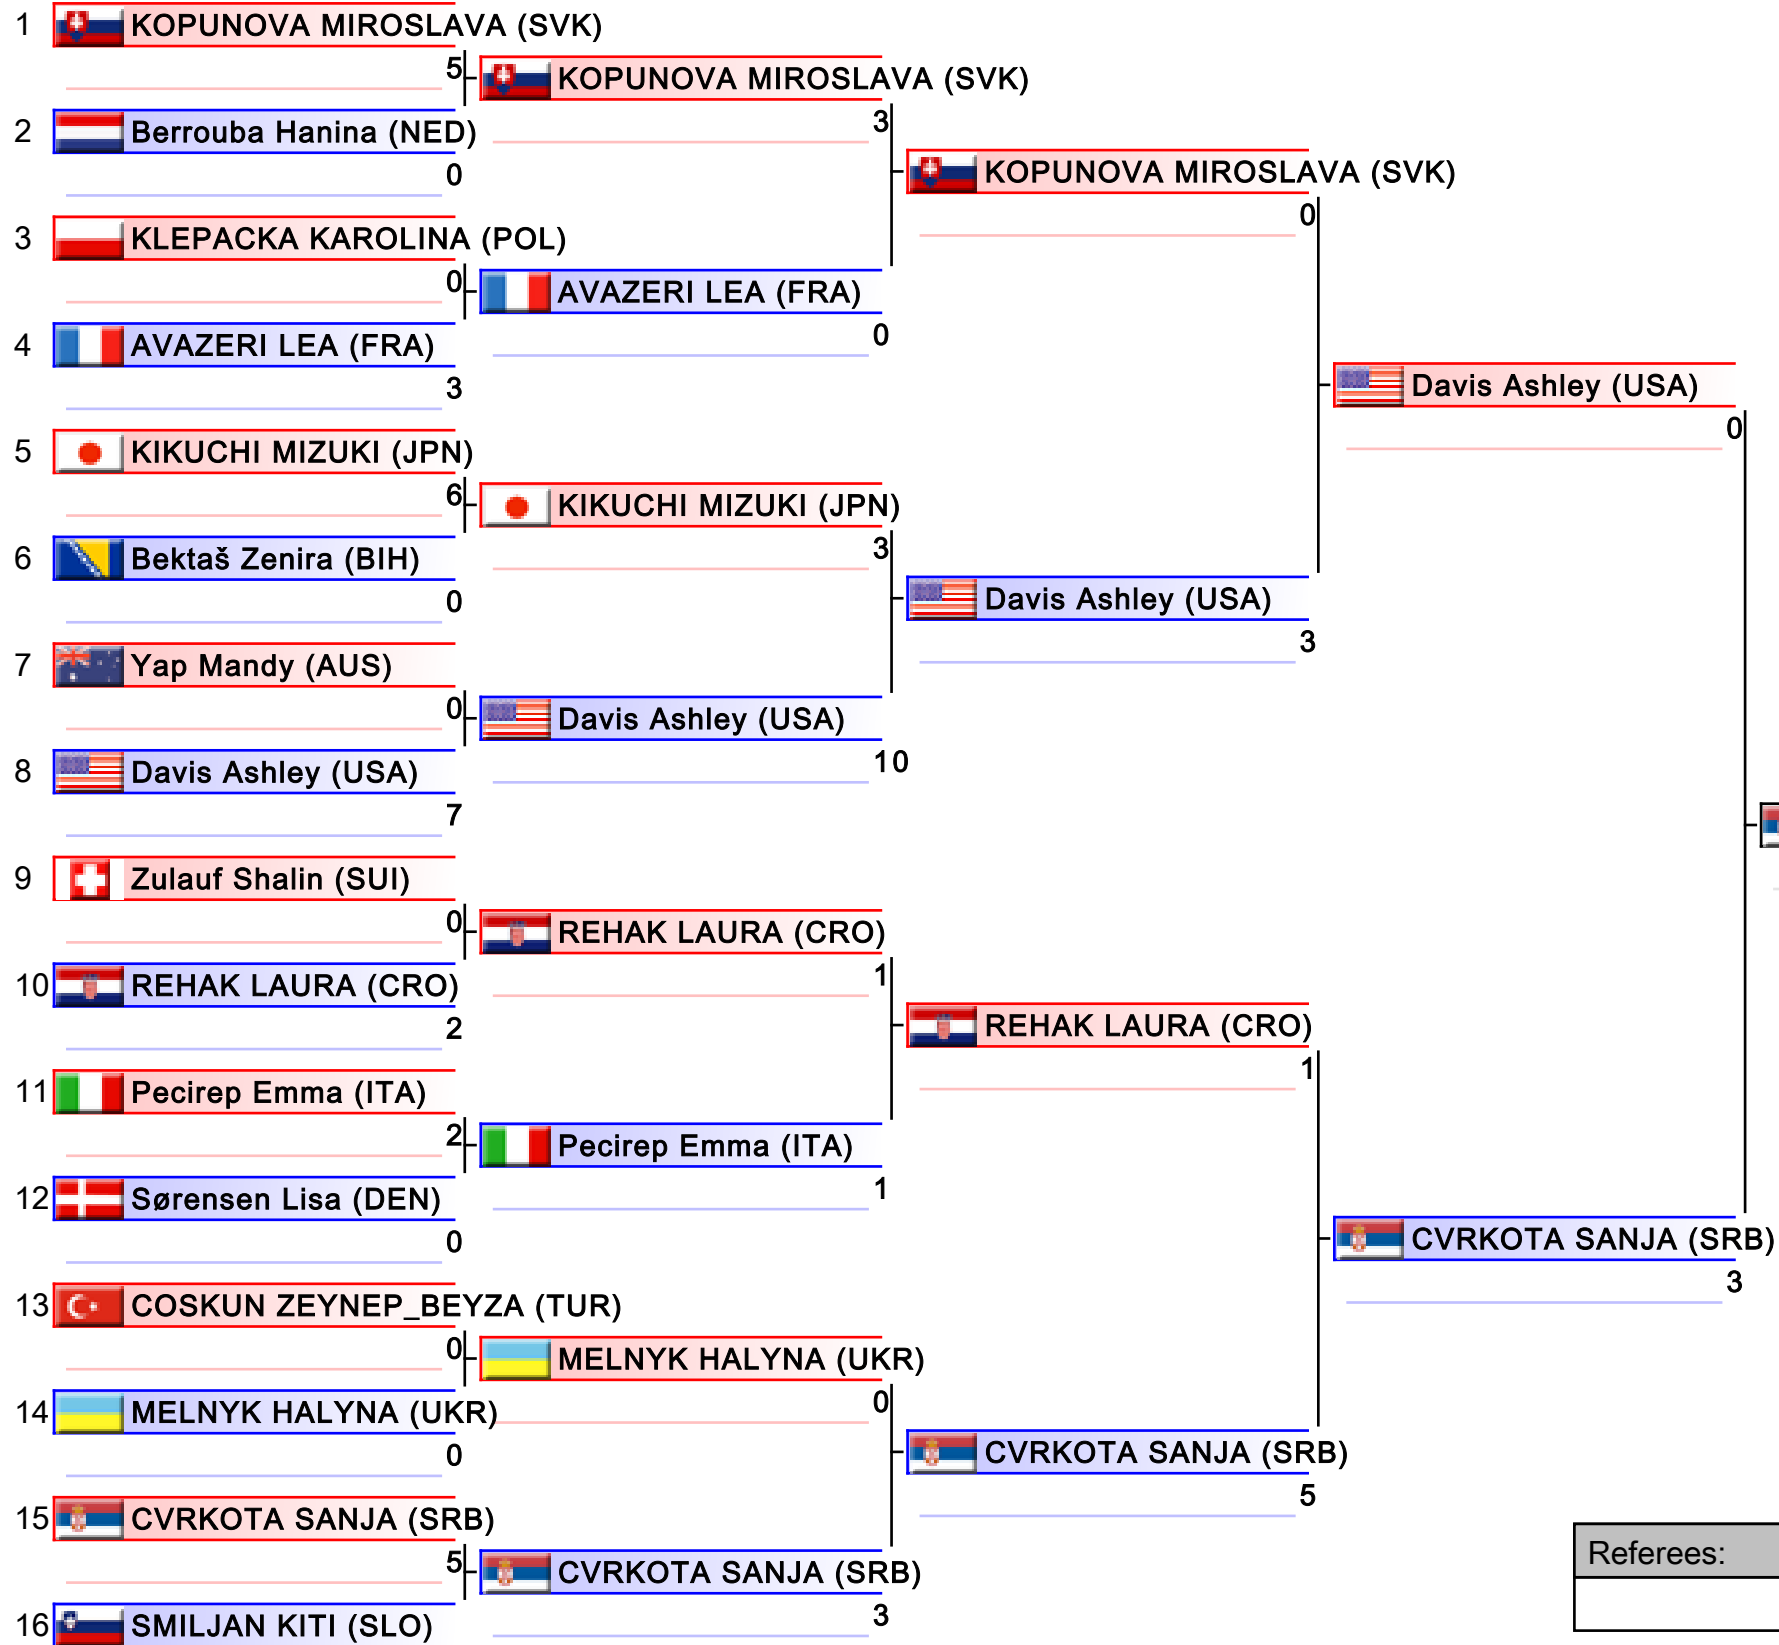 1 KOPUNOVA MIROSLAVA (SVK)
5
2 Berrouba Hanina (NED)
0
3 KLEPACKA KAROLINA (POL)
0
4 AVAZERI LEA (FRA)
3
5 KIKUCHI MIZUKI (JPN)
6
6 Bektaš Zenira (BIH)
0
7 Yap Mandy (AUS)
0
8 Davis Ashley (USA)
7
9 Zulauf Shalin (SUI)
0
10 REHAK LAURA (CRO)
2
11 Pecirep Emma (ITA)
2
12 Sørensen Lisa (DEN)
0
13 COSKUN ZEYNEP_BEYZA (TUR)
0
14 MELNYK HALYNA (UKR)
0
15 CVRKOTA SANJA (SRB)
5
16 SMILJAN KITI (SLO)
KOPUNOVA MIROSLAVA (SVK)
3
AVAZERI LEA (FRA)
0
KIKUCHI MIZUKI (JPN)
3
Davis Ashley (USA)
10
REHAK LAURA (CRO)
1
Pecirep Emma (ITA)
1
MELNYK HALYNA (UKR)
0
CVRKOTA SANJA (SRB)
3
KOPUNOVA MIROSLAVA (SVK)
0
Davis Ashley (USA)
3
REHAK LAURA (CRO)
1
CVRKOTA SANJA (SRB)
5
Davis Ashley (USA)
0
CVRKOTA SANJA (SRB)
3
Referees: